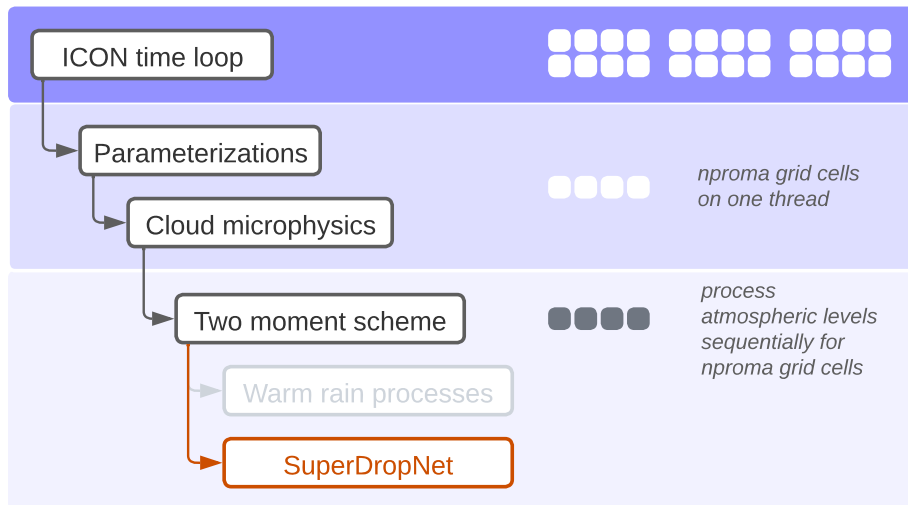 ICON time loop
Parameterizations
nproma grid cells
on one thread
Cloud microphysics
process
atmospheric levels
sequentially for
nproma grid cells
Two moment scheme
Warm rain processes
SuperDropNet